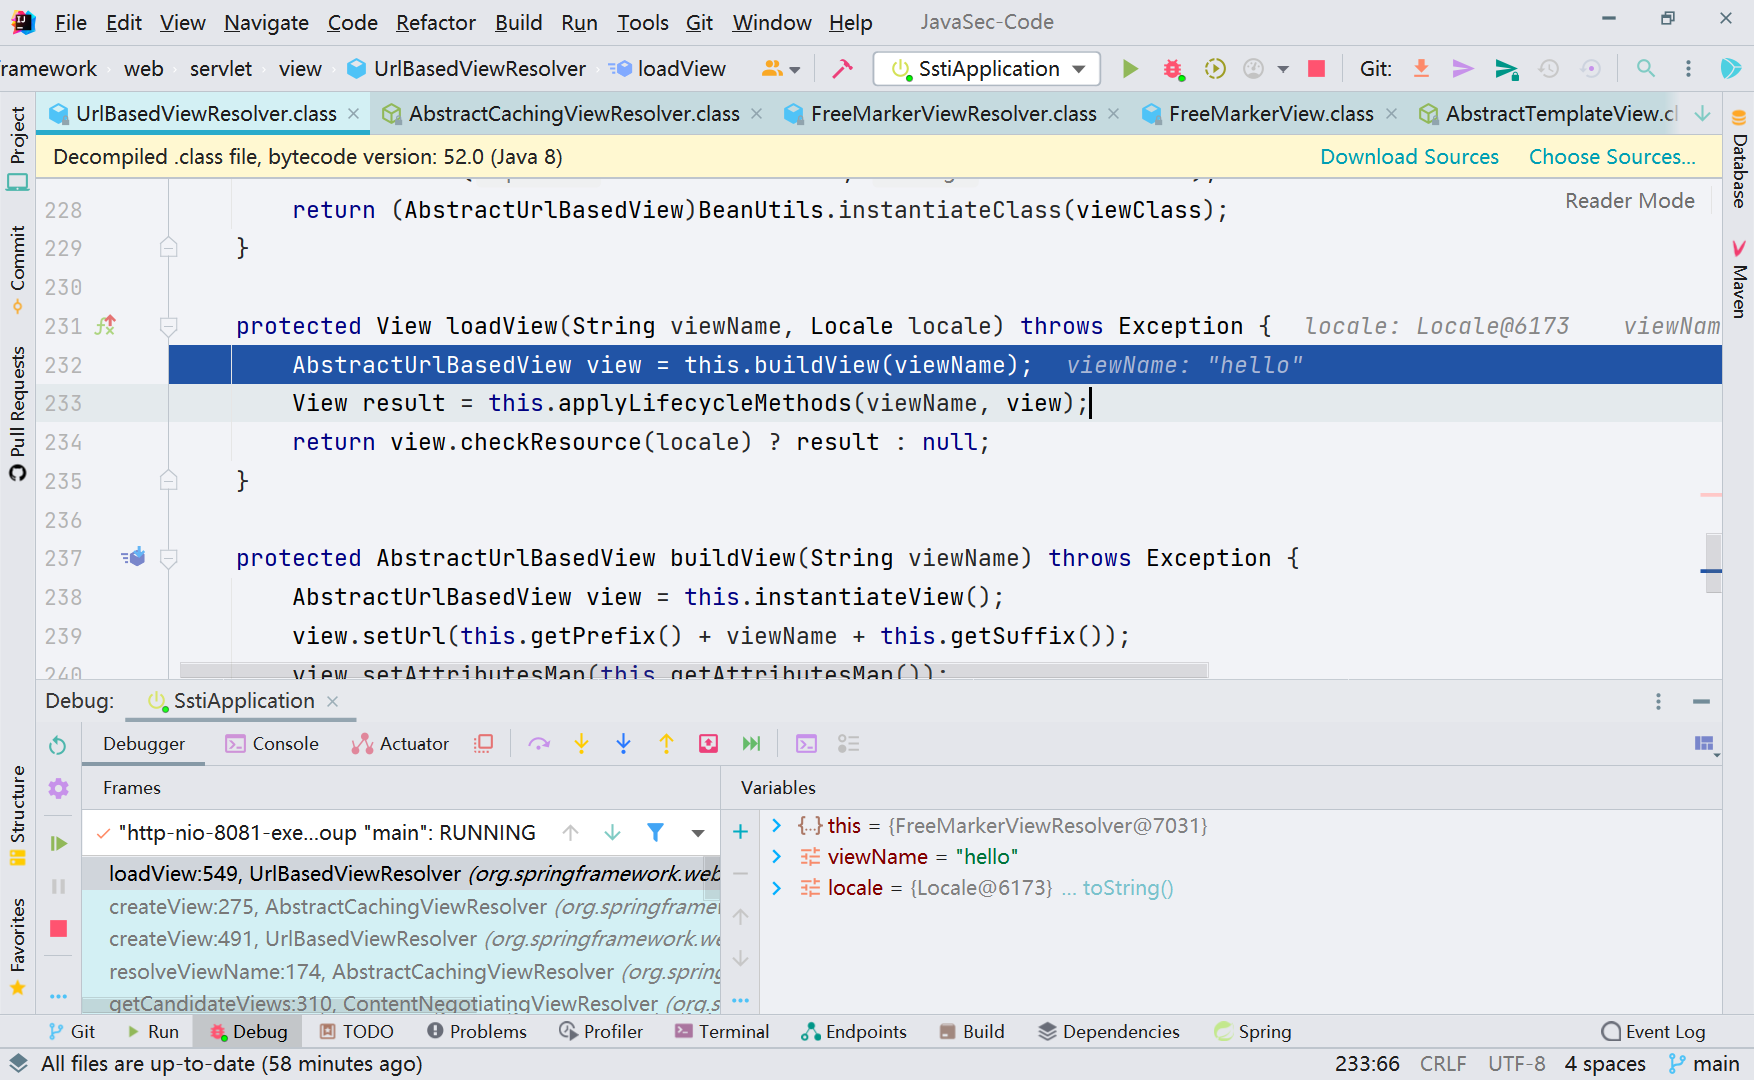 File Edit View Navigate Code Refactor Build Run Tools Git Window Help JavaSec-Code
ramework web servlet view UrlBasedViewResolver loadView SstiApplication Git:
UrlBasedViewResolver.class AbstractCachingViewResolver.class FreeMarkerViewResolver.class FreeMarkerView.class AbstractTemplateView.cl
Decompiled .class file, bytecode version: 52.0 (Java 8) Download Sources Choose Sources...
Reader Mode
228 return (AbstractUrlBasedView)BeanUtils.instantiateClass(viewClass);
229 }
230
231 protected View loadView(String viewName, Locale locale) throws Exception { locale: Locale@6173 viewNam
232 AbstractUrlBasedView view = this.buildView(viewName); viewName: "hello"
233 View result = this.applyLifecycleMethods(viewName, view);
234 return view.checkResource(locale) ? result : null;
235 }
236
237 protected AbstractUrlBasedView buildView(String viewName) throws Exception {
238 AbstractUrlBasedView view = this.instantiateView();
239 view.setUrl(this.getPrefix() + viewName + this.getSuffix());
240 view.setAttributesMap(this.getAttributesMap());
Project
Commit
Pull Requests
Structure
Favorites
Database
Maven
Debug: SstiApplication
Debugger Console Actuator
Frames
"http-nio-8081-exe...oup "main": RUNNING
loadView:549, UrlBasedViewResolver (org.springframework.web
createView:275, AbstractCachingViewResolver (org.springframe
createView:491, UrlBasedViewResolver (org.springframework.we
resolveViewName:174, AbstractCachingViewResolver (org.spring
getCandidateViews:310, ContentNegotiatingViewResolver (org.s
Variables
this = {FreeMarkerViewResolver@7031}
viewName = "hello"
locale = {Locale@6173} ... toString()
Git Run Debug TODO Problems Profiler Terminal Endpoints Build Dependencies Spring Event Log
All files are up-to-date (58 minutes ago) 233:66 CRLF UTF-8 4 spaces main